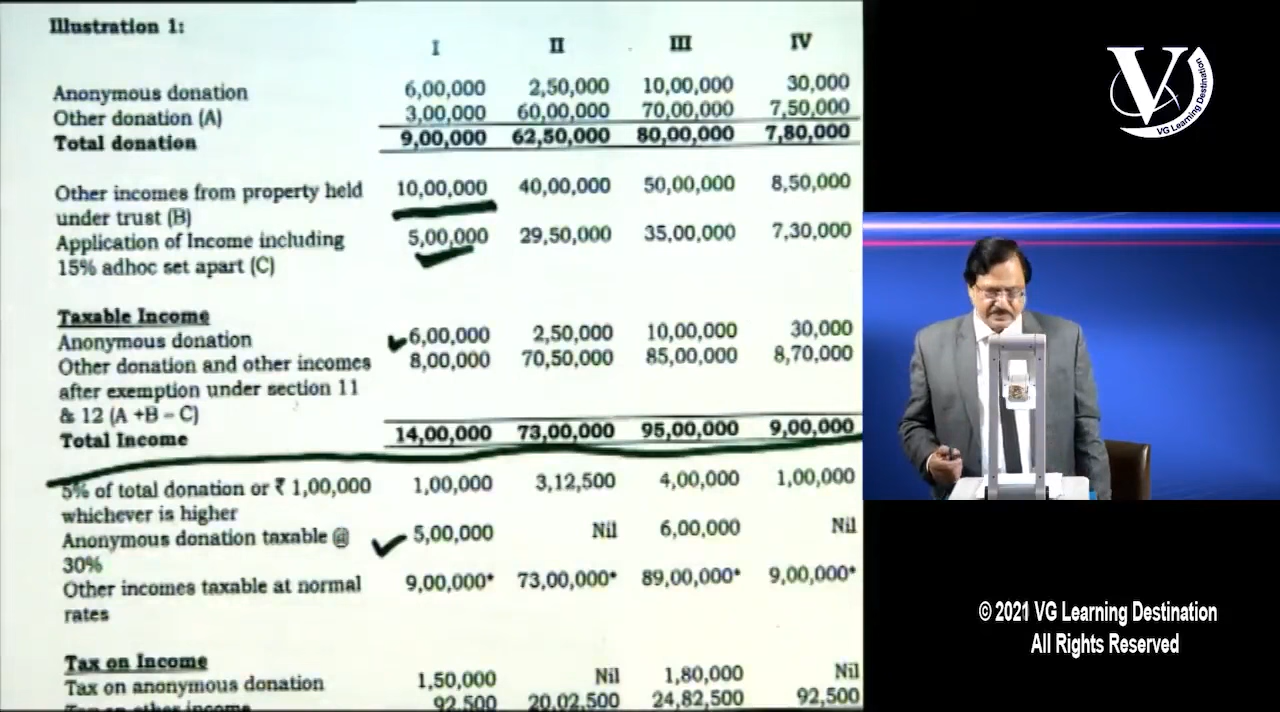 Illustration 1:
I II III IV
Anonymous donation 6,00,000 2,50,000 10,00,000 30,000
Other donation (A) 3,00,000 60,00,000 70,00,000 7,50,000
Total donation 9,00,000 62,50,000 80,00,000 7,80,000
Other incomes from property held 10,00,000 40,00,000 50,00,000 8,50,000
under trust (B)
Application of Income including 5,00,000 29,50,000 35,00,000 7,30,000
15% adhoc set apart (C)
Taxable Income
Anonymous donation 6,00,000 2,50,000 10,00,000 30,000
Other donation and other incomes 8,00,000 70,50,000 85,00,000 8,70,000
after exemption under section 11
& 12 (A +B – C)
Total Income 14,00,000 73,00,000 95,00,000 9,00,000
5% of total donation or ₹ 1,00,000 1,00,000 3,12,500 4,00,000 1,00,000
whichever is higher
Anonymous donation taxable @ 5,00,000 Nil 6,00,000 Nil
30%
Other incomes taxable at normal 9,00,000* 73,00,000* 89,00,000* 9,00,000*
rates
Tax on Income
Tax on anonymous donation 1,50,000 Nil 1,80,000 Nil
Tax on other income 92,500 20,02,500 24,82,500 92,500
V
VG Learning Destination
© 2021 VG Learning Destination
All Rights Reserved